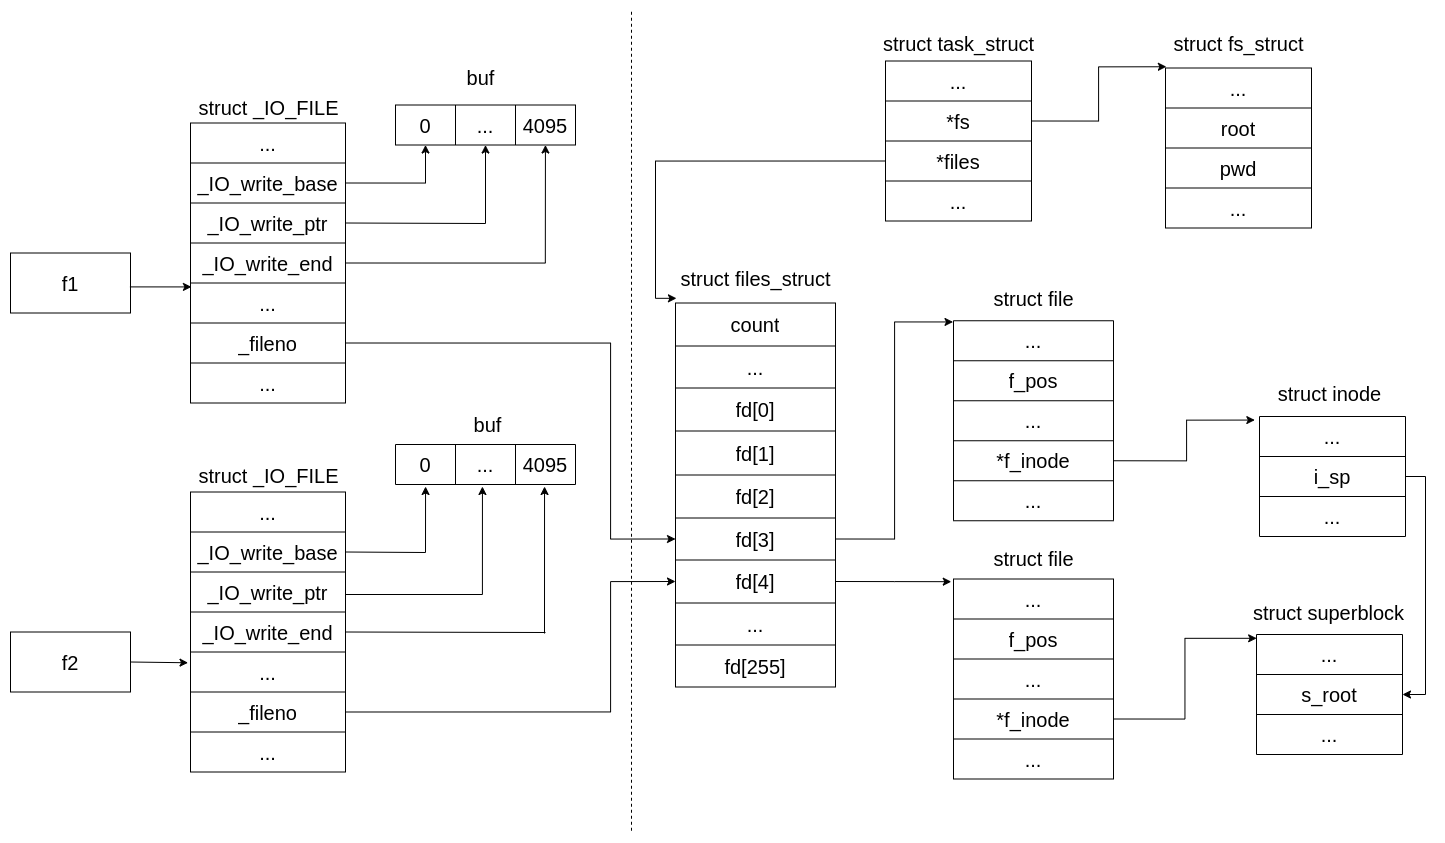 f1
struct _IO_FILE
...
_IO_write_base
_IO_write_ptr
_IO_write_end
...
_fileno
...
buf
0 ... 4095
f2
struct _IO_FILE
...
_IO_write_base
_IO_write_ptr
_IO_write_end
...
_fileno
...
buf
0 ... 4095
struct task_struct
...
*fs
*files
...
struct fs_struct
...
root
pwd
...
struct files_struct
count
...
fd[0]
fd[1]
fd[2]
fd[3]
fd[4]
...
fd[255]
struct file
...
f_pos
...
*f_inode
...
struct file
...
f_pos
...
*f_inode
...
struct inode
...
i_sp
...
struct superblock
...
s_root
...